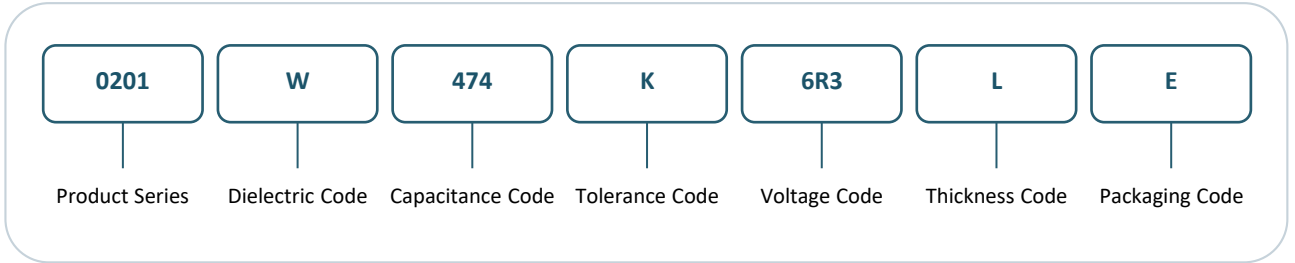 0201 W 474 K 6R3 L E
Product Series Dielectric Code Capacitance Code Tolerance Code Voltage Code Thickness Code Packaging Code